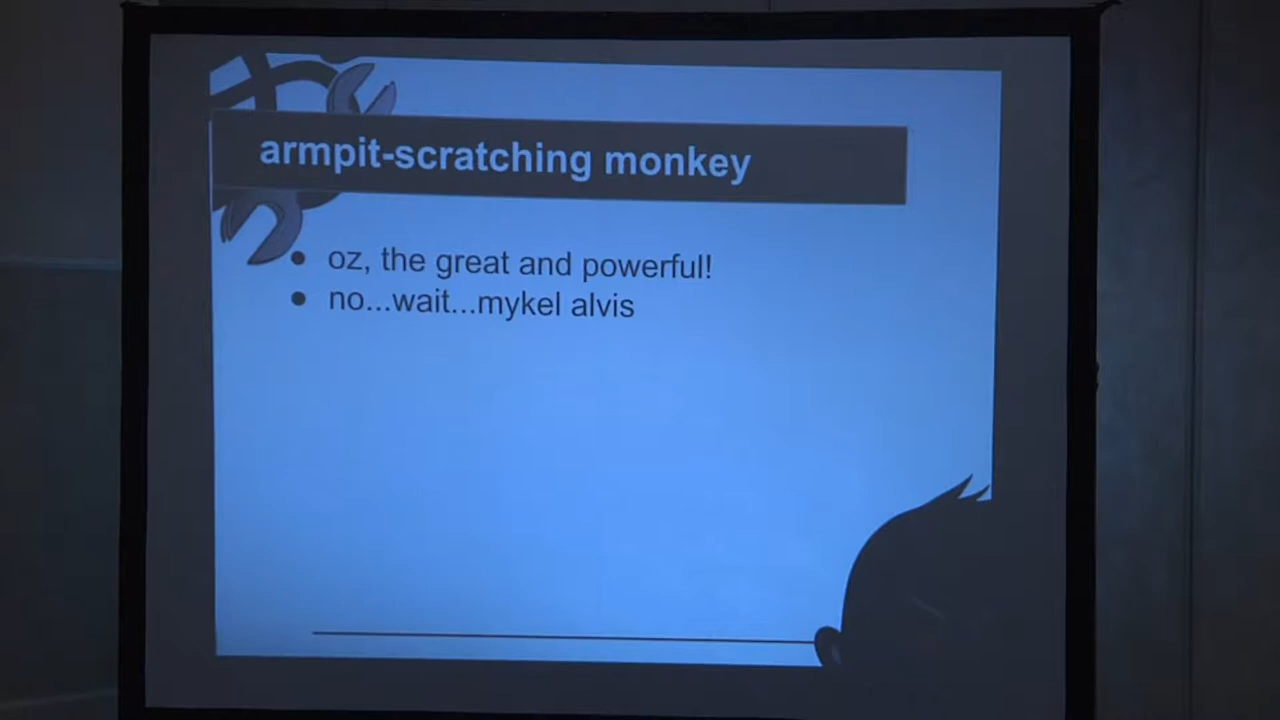 armpit-scratching monkey
oz, the great and powerful!
no...wait...mykel alvis